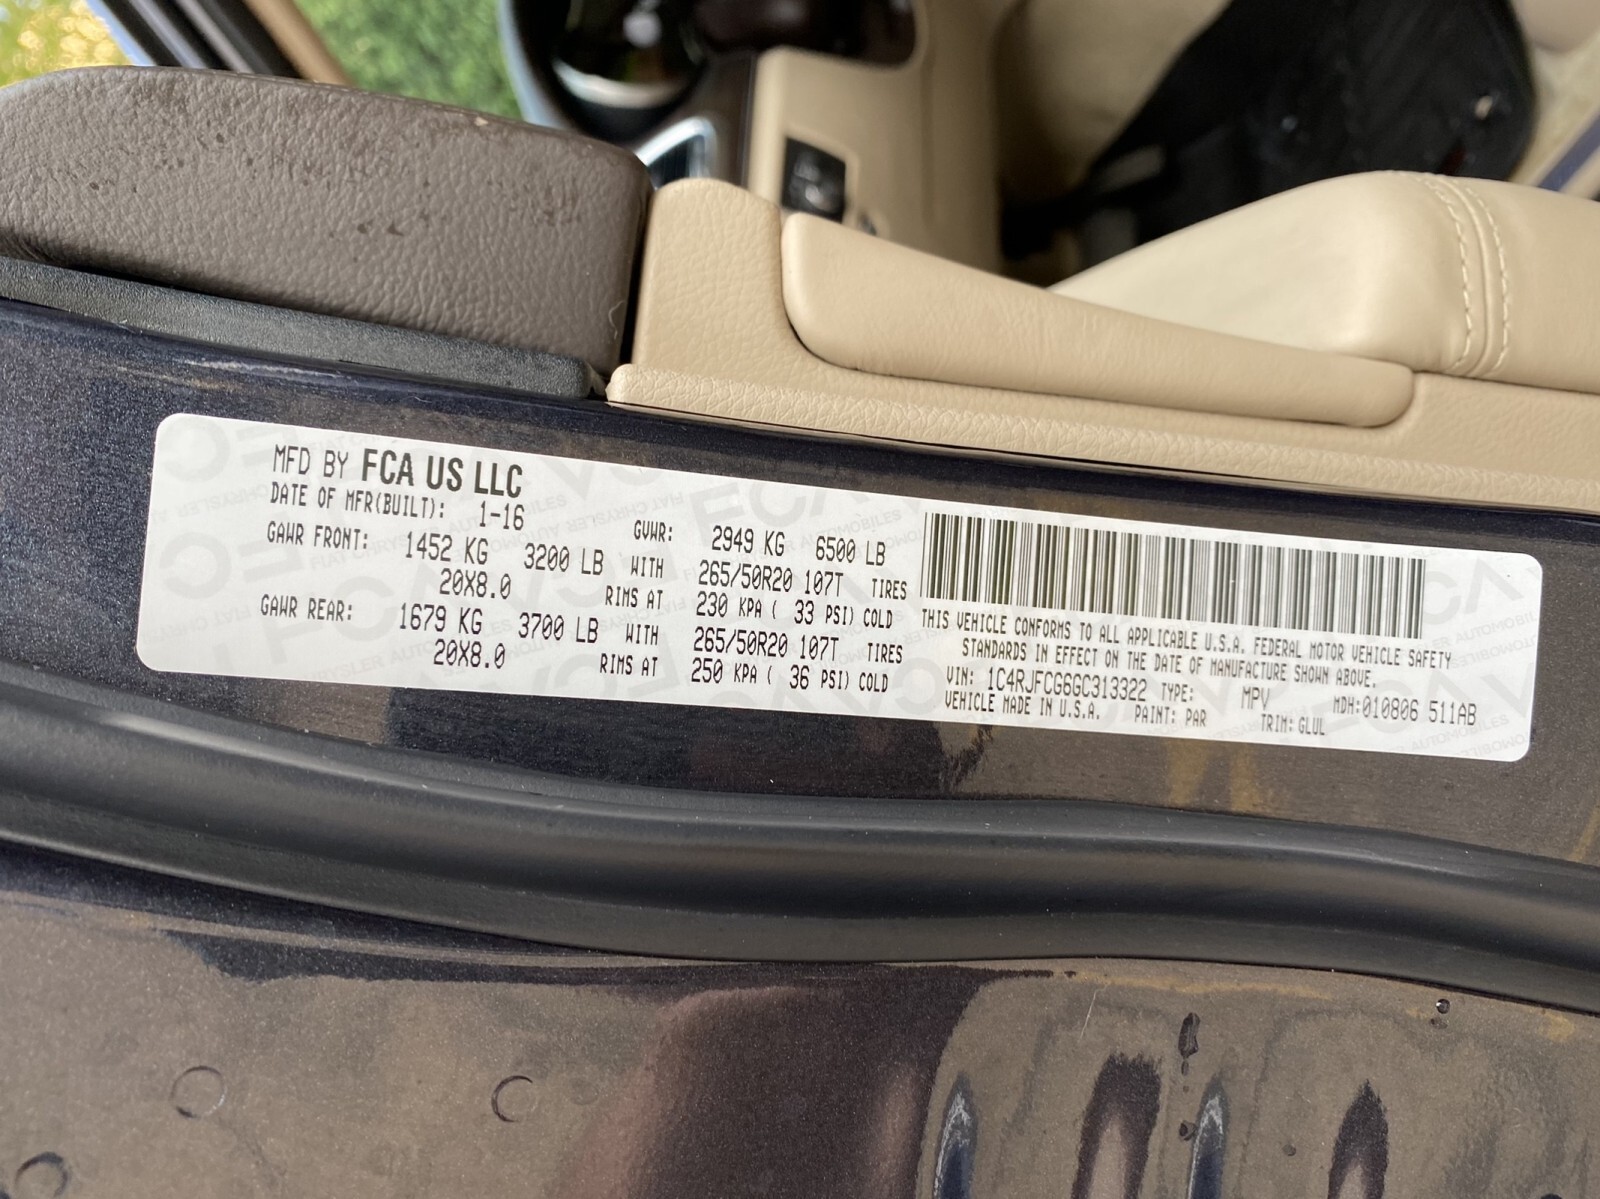 MFD BY FCA US LLC
DATE OF MFR(BUILT): 1-16 GVWR: 2949 KG 6500 LB
GAWR FRONT: 1452 KG 3200 LB WITH 265/50R20 107T TIRES
20X8.0 RIMS AT 230 KPA ( 33 PSI) COLD
GAWR REAR: 1679 KG 3700 LB WITH 265/50R20 107T TIRES
20X8.0 RIMS AT 250 KPA ( 36 PSI) COLD
THIS VEHICLE CONFORMS TO ALL APPLICABLE U.S.A. FEDERAL MOTOR VEHICLE SAFETY
STANDARDS IN EFFECT ON THE DATE OF MANUFACTURE SHOWN ABOVE.
VIN: 1C4RJFCG6GC313322 TYPE: MPV MDH:010806 511AB
VEHICLE MADE IN U.S.A. PAINT: PAR TRIM: GLUL